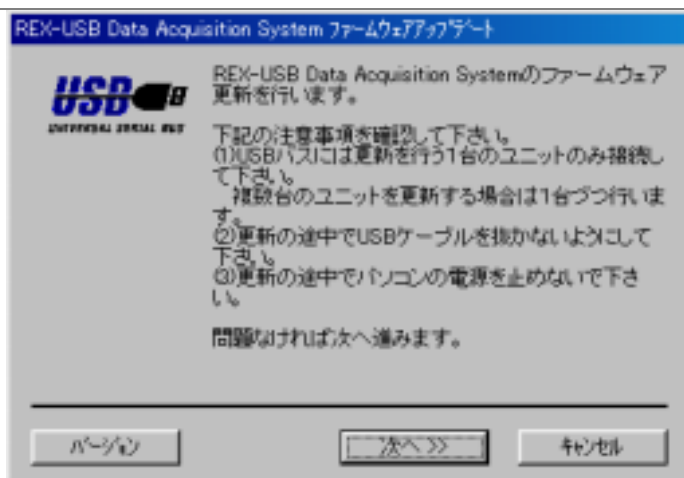 REX-USB Data Acquisition System ファームウェアアップデート
USB
UNIVERSAL SERIAL BUS
REX-USB Data Acquisition Systemのファームウェア
更新を行います。
下記の注意事項を確認して下さい。
(1)USBバスには更新を行う1台のユニットのみ接続し
て下さい。
複数台のユニットを更新する場合は1台づつ行いま
す。
(2)更新の途中でUSBケーブルを抜かないようにして
下さい。
(3)更新の途中でパソコンの電源を止めないで下さ
い。
問題なければ次へ進みます。
バージョン
次へ >>
キャンセル